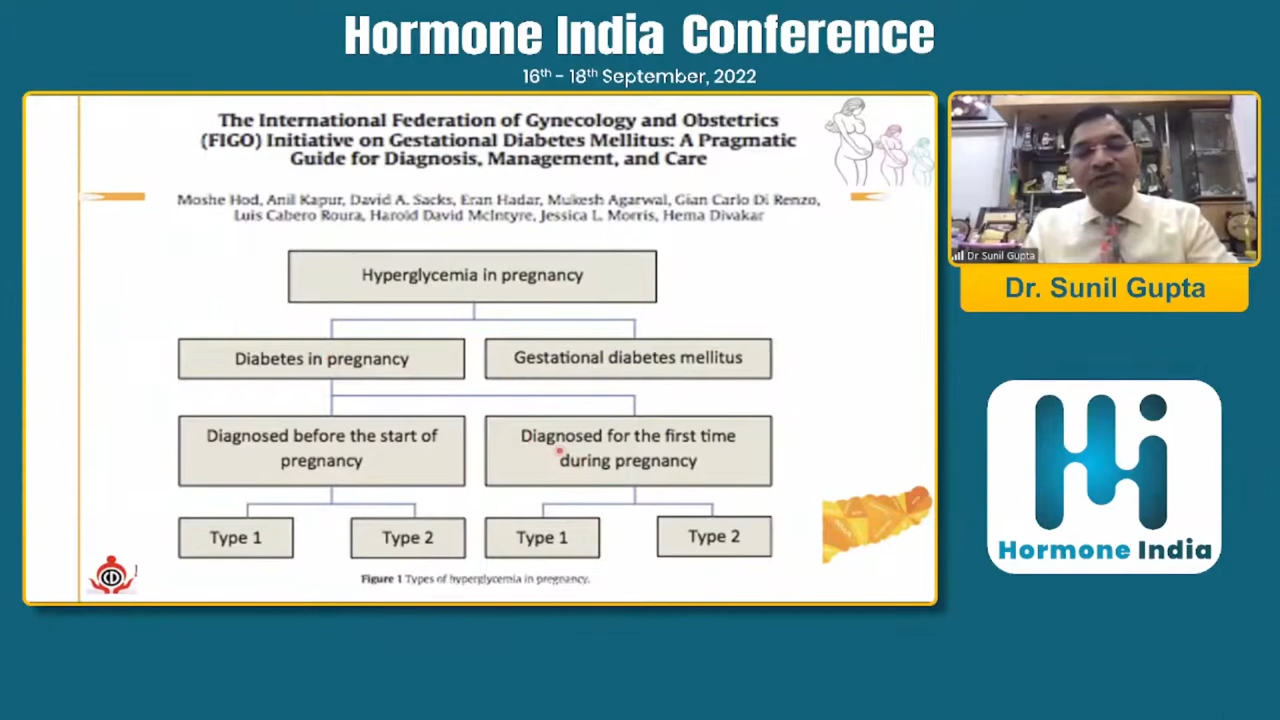 Hormone India Conference
16th - 18th September, 2022
The International Federation of Gynecology and Obstetrics
(FIGO) Initiative on Gestational Diabetes Mellitus: A Pragmatic
Guide for Diagnosis, Management, and Care
Moshe Hod, Anil Kapur, David A. Sacks, Eran Hadar, Mukesh Agarwal, Gian Carlo Di Renzo,
Luis Cabero Roura, Harold David McIntyre, Jessica L. Morris, Hema Divakar
Hyperglycemia in pregnancy
Diabetes in pregnancy
Gestational diabetes mellitus
Diagnosed before the start of
pregnancy
Diagnosed for the first time
during pregnancy
Type 1
Type 2
Type 1
Type 2
Figure 1 Types of hyperglycemia in pregnancy.
Dr Sunil Gupta
Dr. Sunil Gupta
Hi
Hormone India